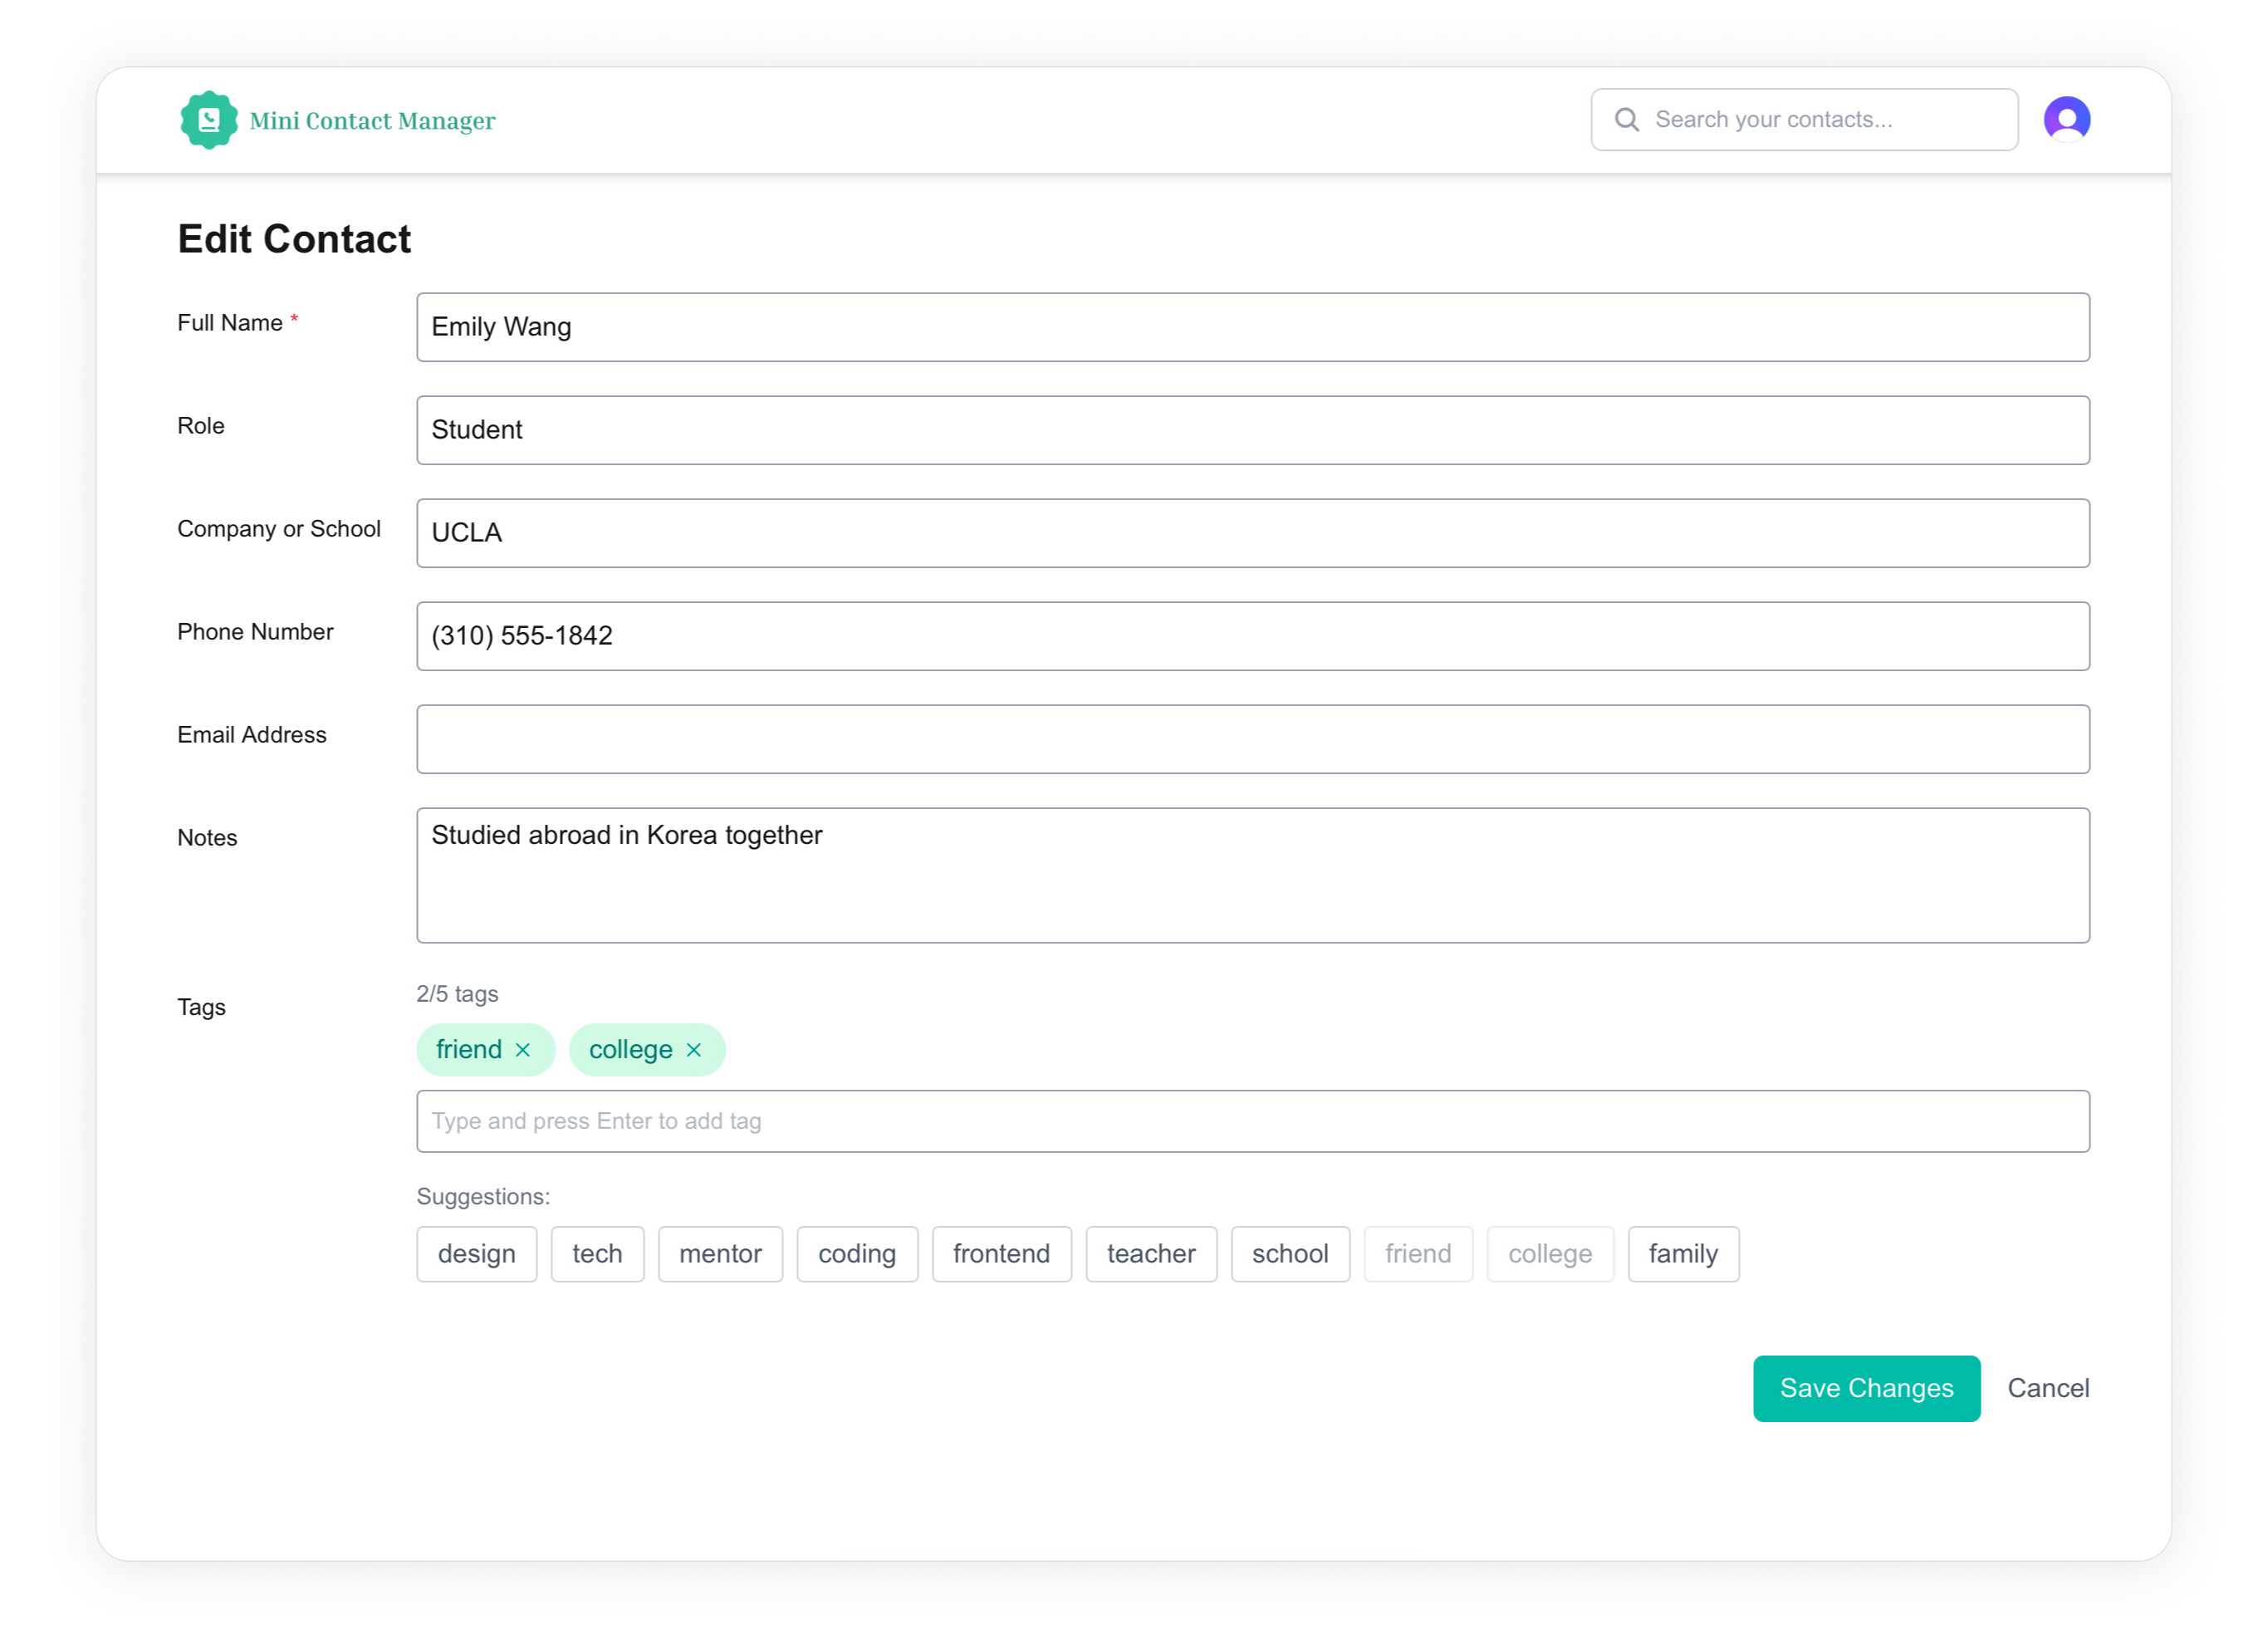 Mini Contact Manager
Search your contacts...
Edit Contact
Full Name *
Emily Wang
Role
Student
Company or School
UCLA
Phone Number
(310) 555-1842
Email Address
Notes
Studied abroad in Korea together
Tags
2/5 tags
friend ×
college ×
Type and press Enter to add tag
Suggestions:
design tech mentor coding frontend teacher school friend college family
Save Changes
Cancel